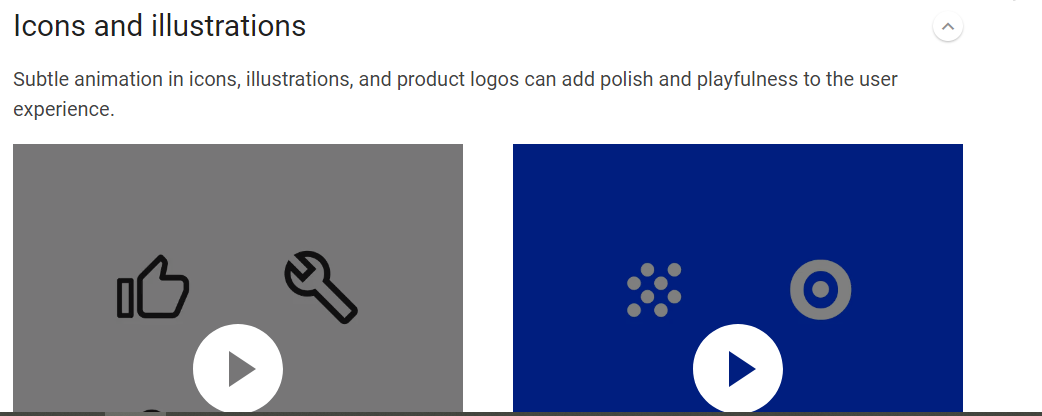 Icons and illustrations
Subtle animation in icons, illustrations, and product logos can add polish and playfulness to the user
experience.